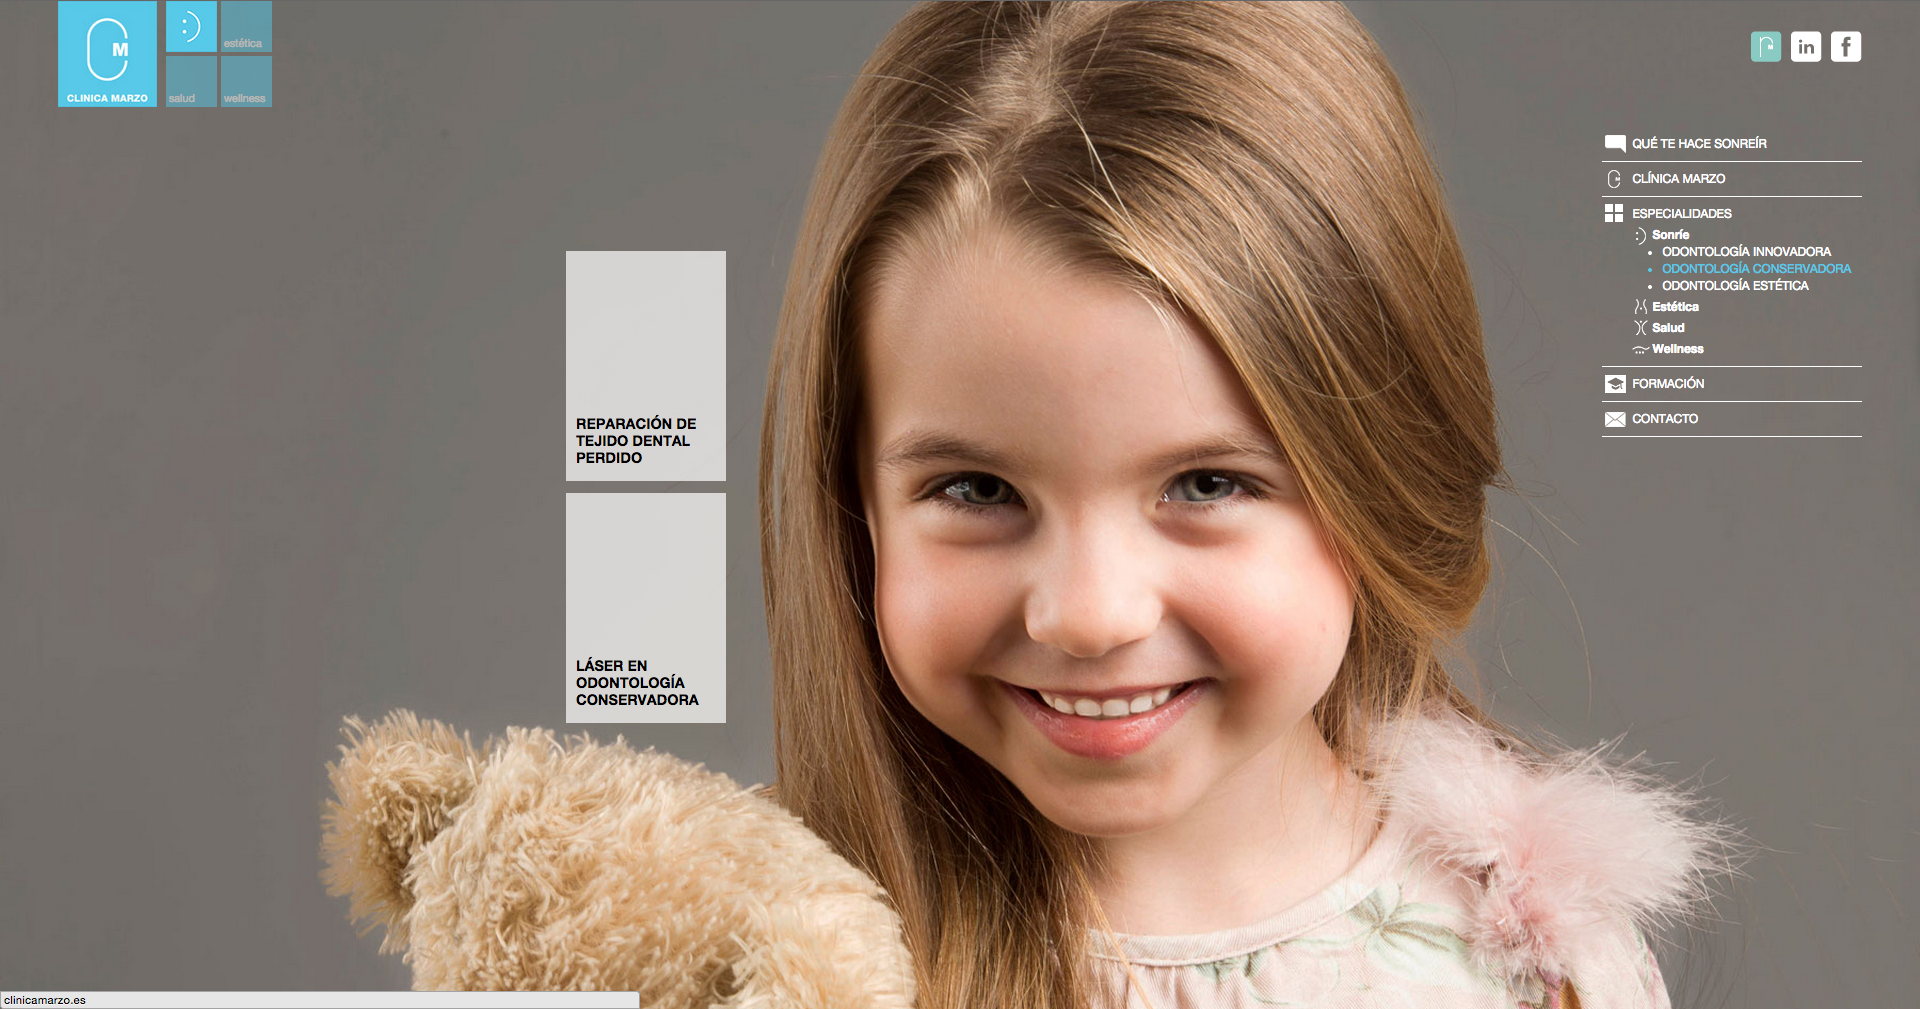 CM
CLINICA MARZO
:)
estética
salud
wellness
in
f
QUÉ TE HACE SONREÍR
CLÍNICA MARZO
ESPECIALIDADES
:) Sonríe
• ODONTOLOGÍA INNOVADORA
• ODONTOLOGÍA CONSERVADORA
• ODONTOLOGÍA ESTÉTICA
Estética
Salud
Wellness
FORMACIÓN
CONTACTO
REPARACIÓN DE
TEJIDO DENTAL
PERDIDO
LÁSER EN
ODONTOLOGÍA
CONSERVADORA
clinicamarzo.es